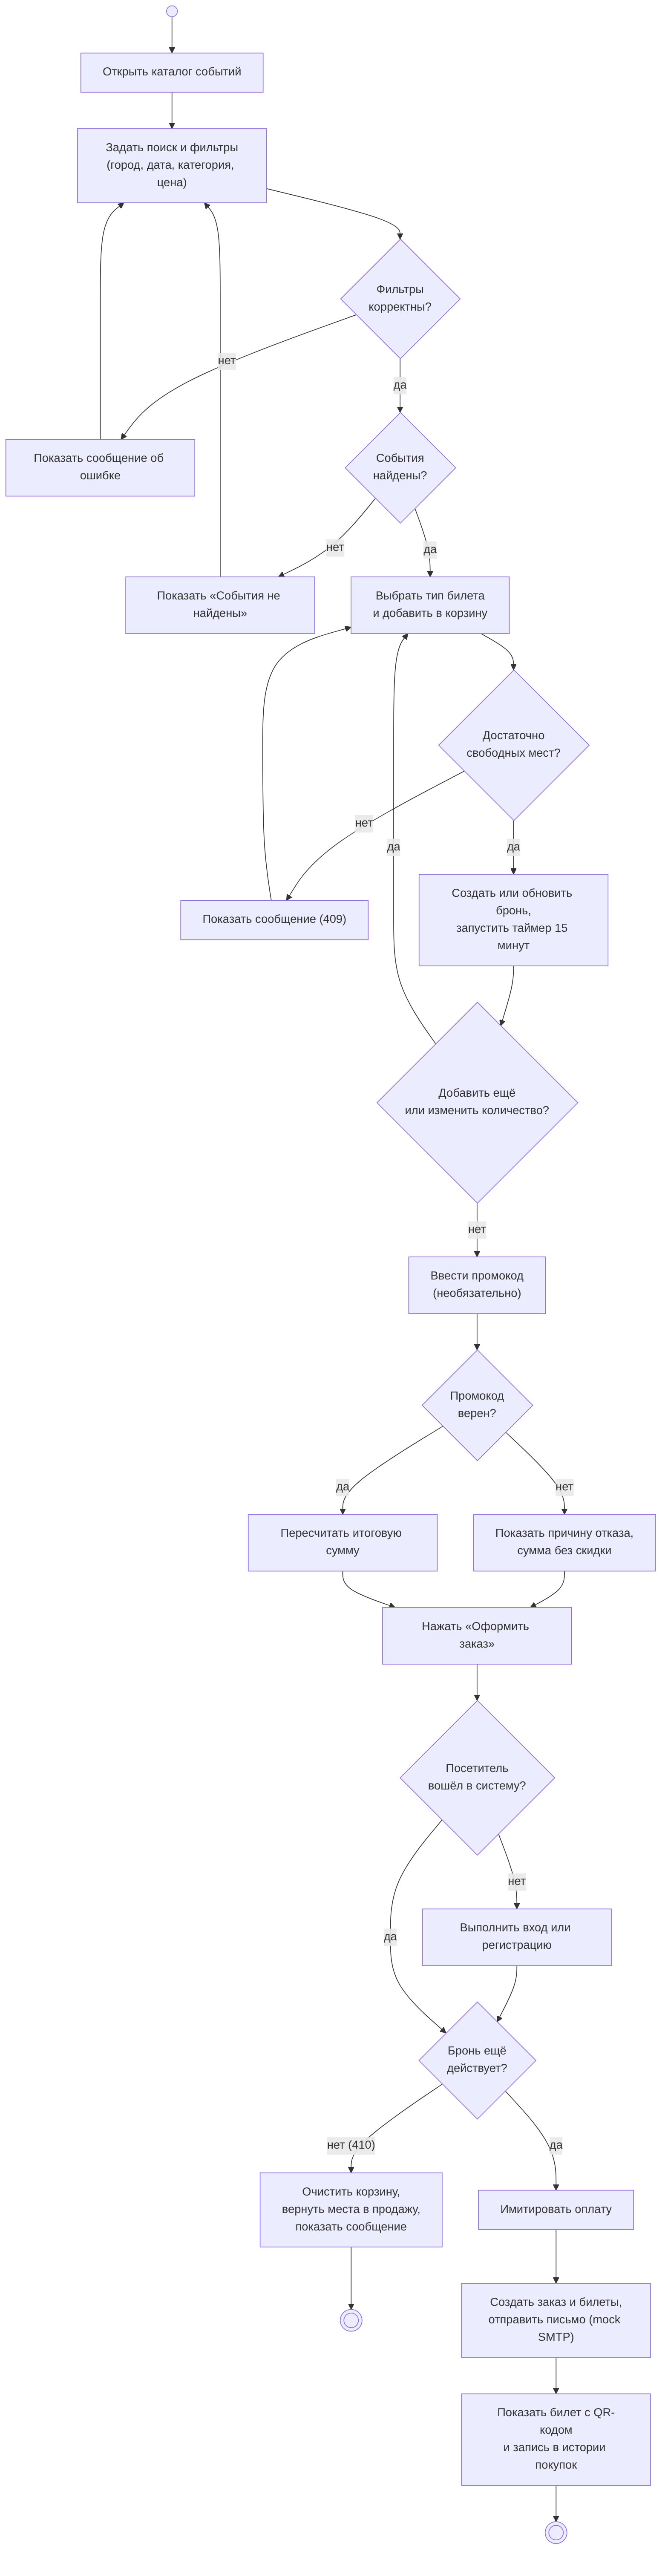 Открыть каталог событий
Задать поиск и фильтры
(город, дата, категория,
цена)
Фильтры
корректны?
нет
да
Показать сообщение об
ошибке
События
найдены?
нет
да
Показать «События не
найдены»
Выбрать тип билета
и добавить в корзину
Достаточно
свободных мест?
нет
да
да
Показать сообщение (409)
Создать или обновить
бронь,
запустить таймер 15
минут
Добавить ещё
или изменить количество?
нет
Ввести промокод
(необязательно)
Промокод
верен?
да
нет
Пересчитать итоговую
сумму
Показать причину отказа,
сумма без скидки
Нажать «Оформить
заказ»
Посетитель
вошёл в систему?
нет
да
Выполнить вход или
регистрацию
Бронь ещё
действует?
нет (410)
да
Очистить корзину,
вернуть места в продажу,
показать сообщение
Имитировать оплату
Создать заказ и билеты,
отправить письмо (mock
SMTP)
Показать билет с QR-
кодом
и запись в истории
покупок